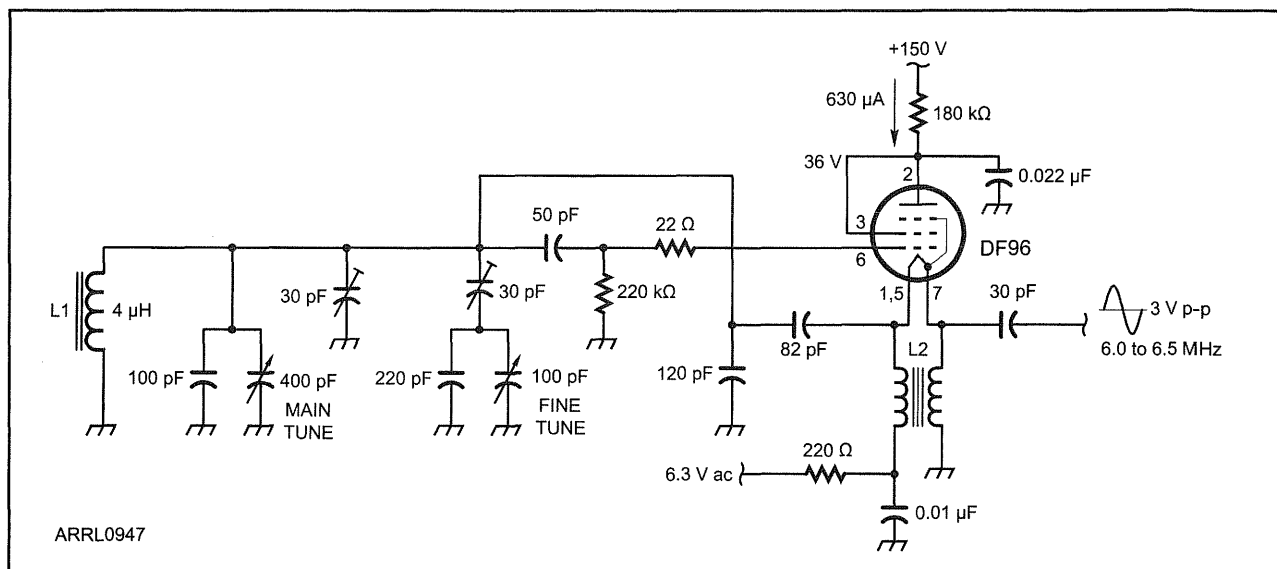 +150 V
630 µA
180 kΩ
36 V
2
0.022 µF
50 pF
22 Ω
3
6
DF96
30 pF
30 pF
220 kΩ
1,5
7
30 pF
L1
4 µH
3 V p–p
82 pF
L2
6.0 to 6.5 MHz
100 pF
400 pF
MAIN
TUNE
220 pF
100 pF
FINE
TUNE
120 pF
220 Ω
6.3 V ac
0.01 µF
ARRL0947